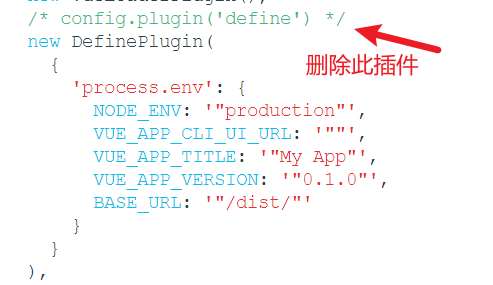 /* config.plugin('define') */
new DefinePlugin(
删除此插件
{
'process.env': {
NODE_ENV: '"production"',
VUE_APP_CLI_UI_URL: '""',
VUE_APP_TITLE: '"My App"',
VUE_APP_VERSION: '"0.1.0"',
BASE_URL: '"/dist/"'
}
}
),